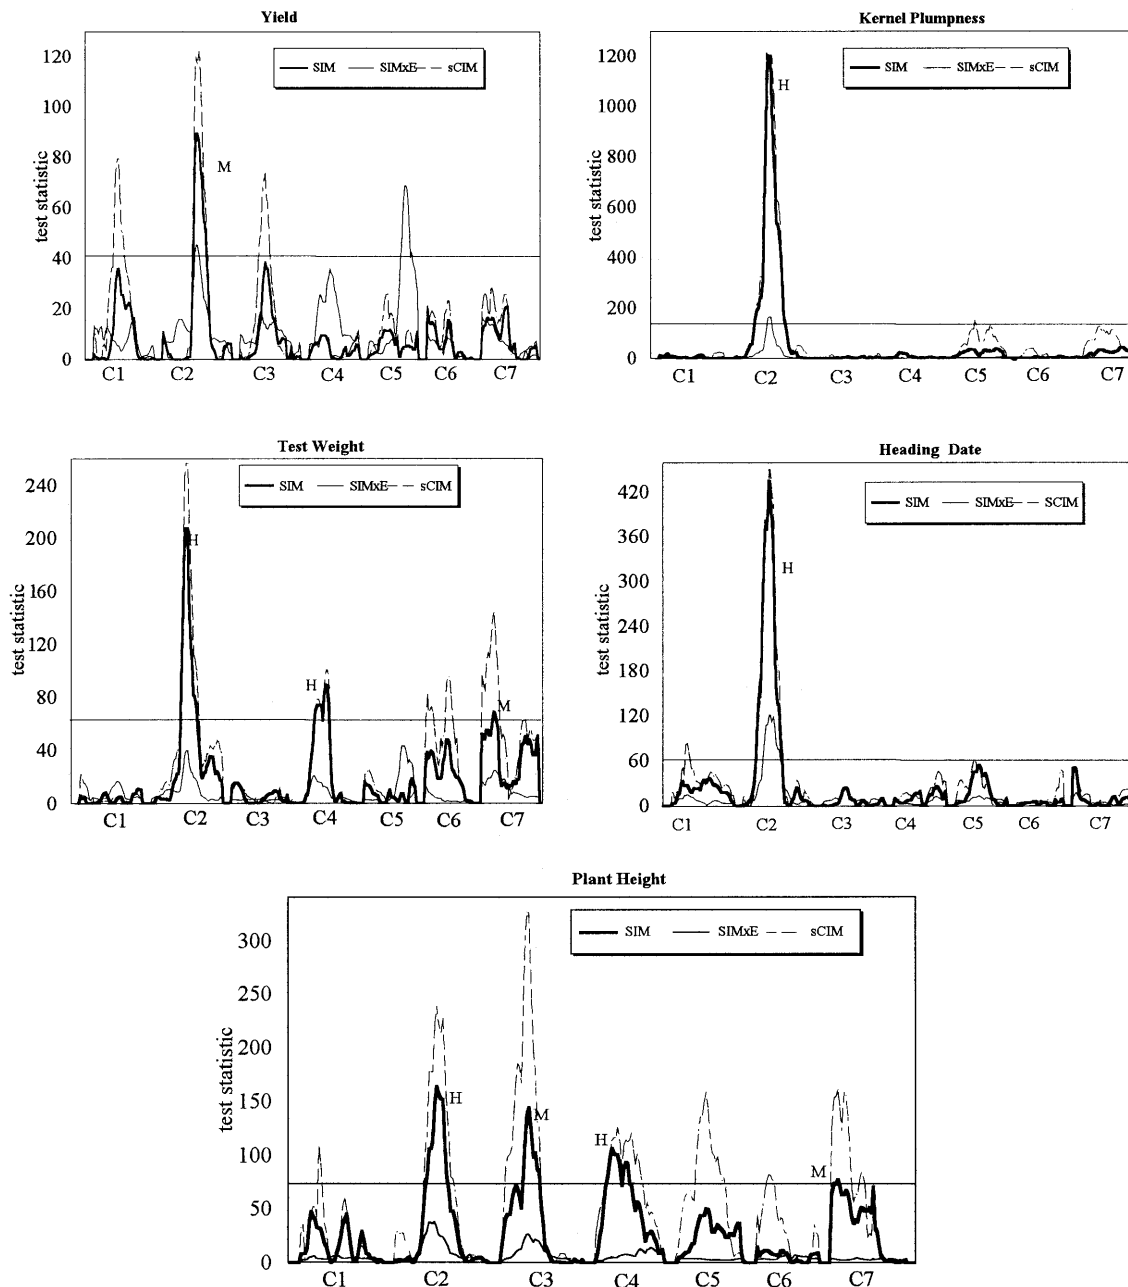 Yield
SIM SIMxE sCIM
test statistic
120
100
80
60
40
20
0
M
C1 C2 C3 C4 C5 C6 C7
Kernel Plumpness
SIM SIMxE sCIM
test statistic
1200
1000
800
600
400
200
0
H
C1 C2 C3 C4 C5 C6 C7
Test Weight
SIM SIMxE sCIM
test statistic
240
200
160
120
80
40
0
H
H
M
C1 C2 C3 C4 C5 C6 C7
Heading Date
SIM SIMxE SCIM
test statistic
420
360
300
240
180
120
60
0
H
C1 C2 C3 C4 C5 C6 C7
Plant Height
SIM SIMxE sCIM
test statistic
300
250
200
150
100
50
0
H
M
H
M
C1 C2 C3 C4 C5 C6 C7